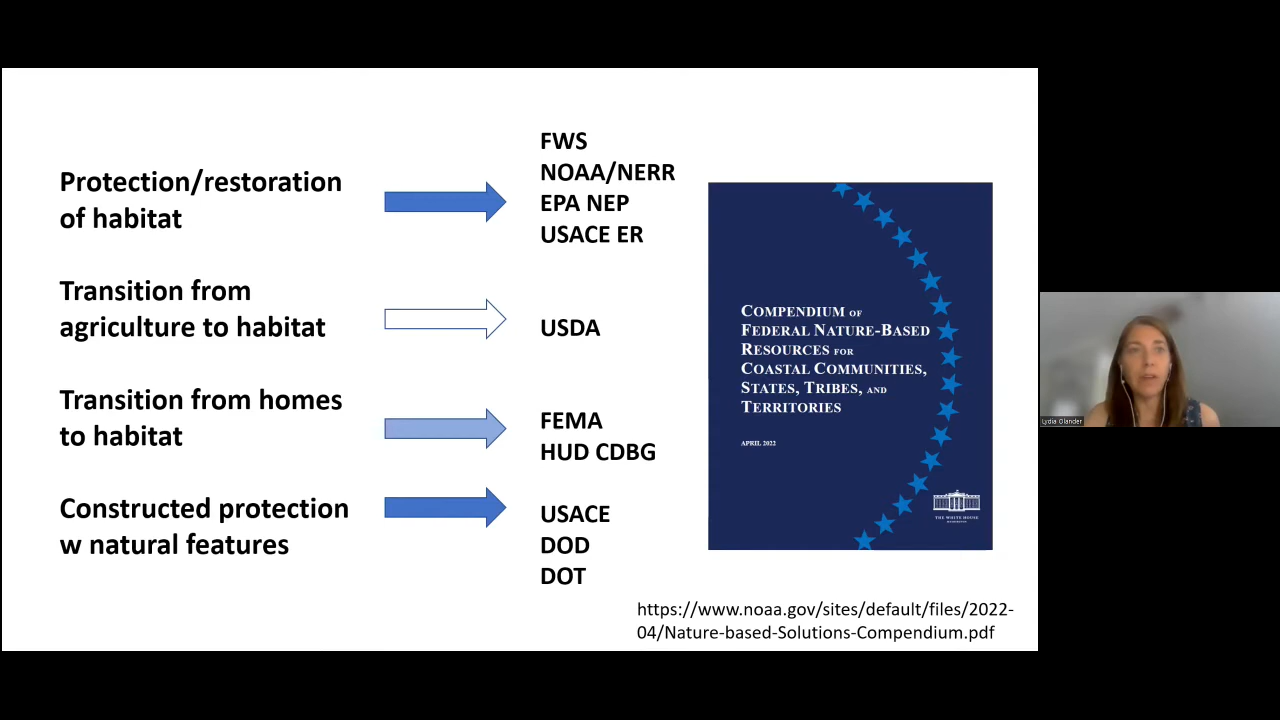 Protection/restoration
of habitat
FWS
NOAA/NERR
EPA NEP
USACE ER
Transition from
agriculture to habitat
USDA
Transition from homes
to habitat
FEMA
HUD CDBG
Constructed protection
w natural features
USACE
DOD
DOT
COMPENDIUM OF
FEDERAL NATURE-BASED
RESOURCES FOR
COASTAL COMMUNITIES,
STATES, TRIBES, AND
TERRITORIES
APRIL 2022
THE WHITE HOUSE
WASHINGTON
https://www.noaa.gov/sites/default/files/2022-
04/Nature-based-Solutions-Compendium.pdf
Lydia Olander